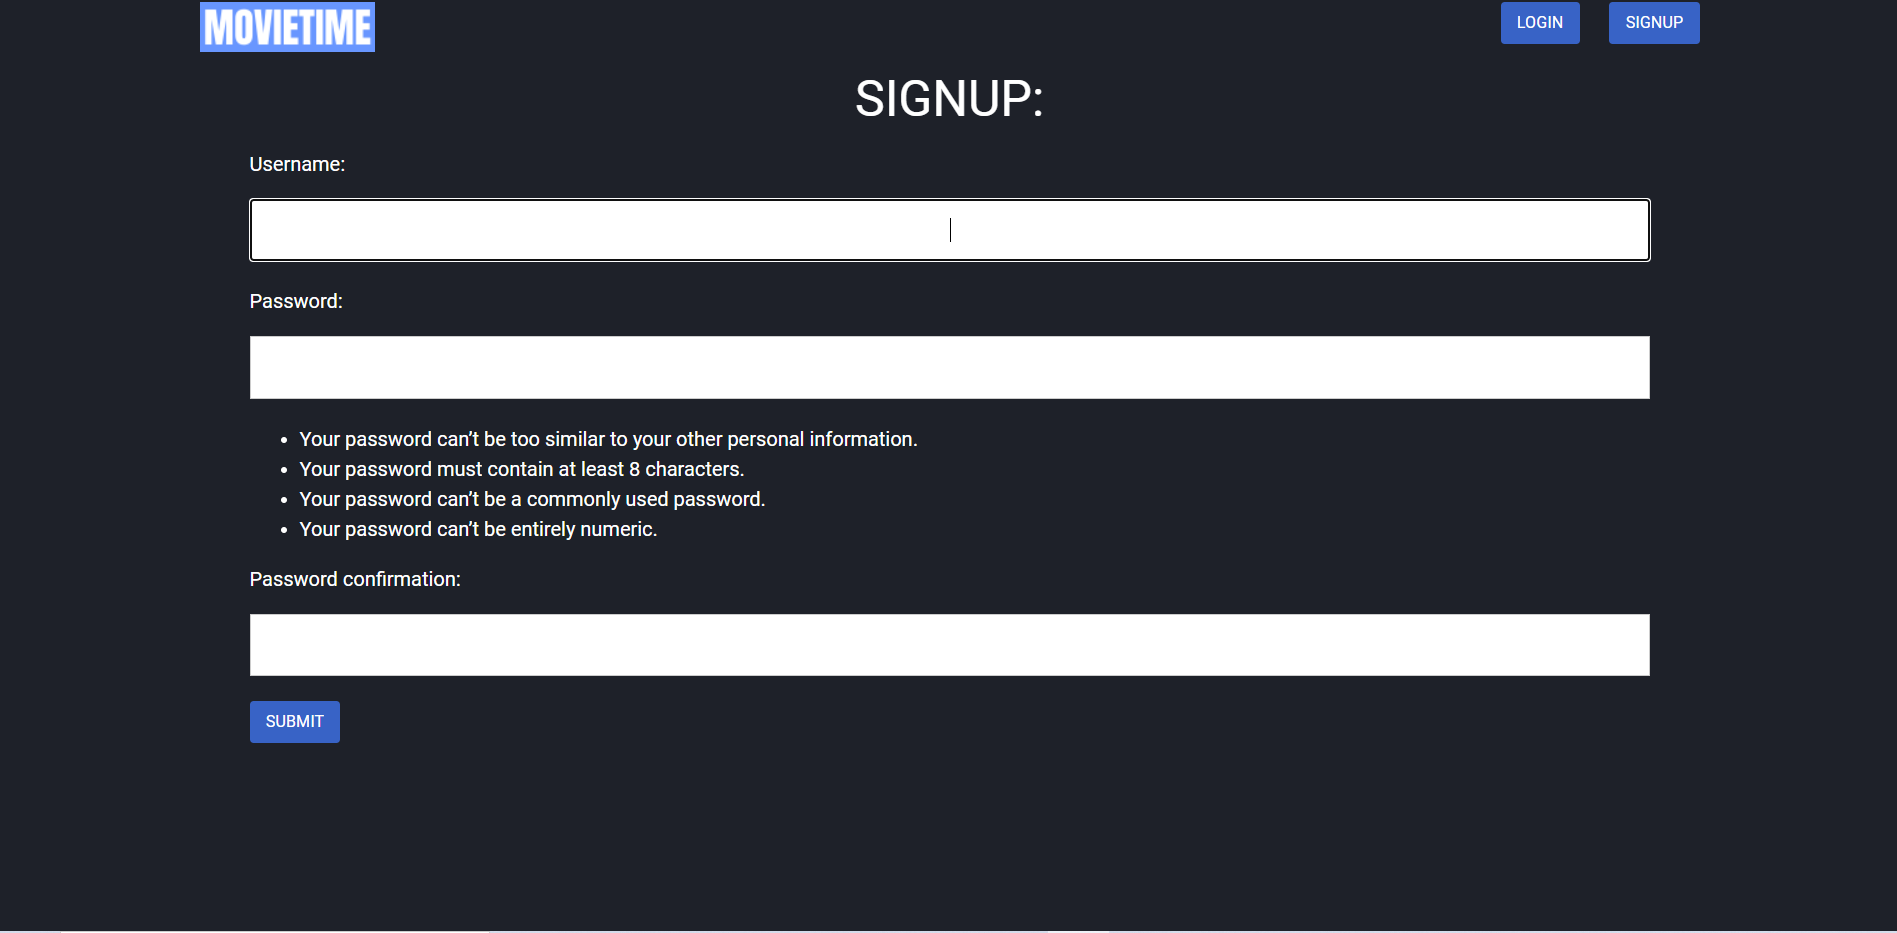 MOVIETIME
LOGIN
SIGNUP
SIGNUP:
Username:
Password:
• Your password can’t be too similar to your other personal information.
• Your password must contain at least 8 characters.
• Your password can’t be a commonly used password.
• Your password can’t be entirely numeric.
Password confirmation:
SUBMIT